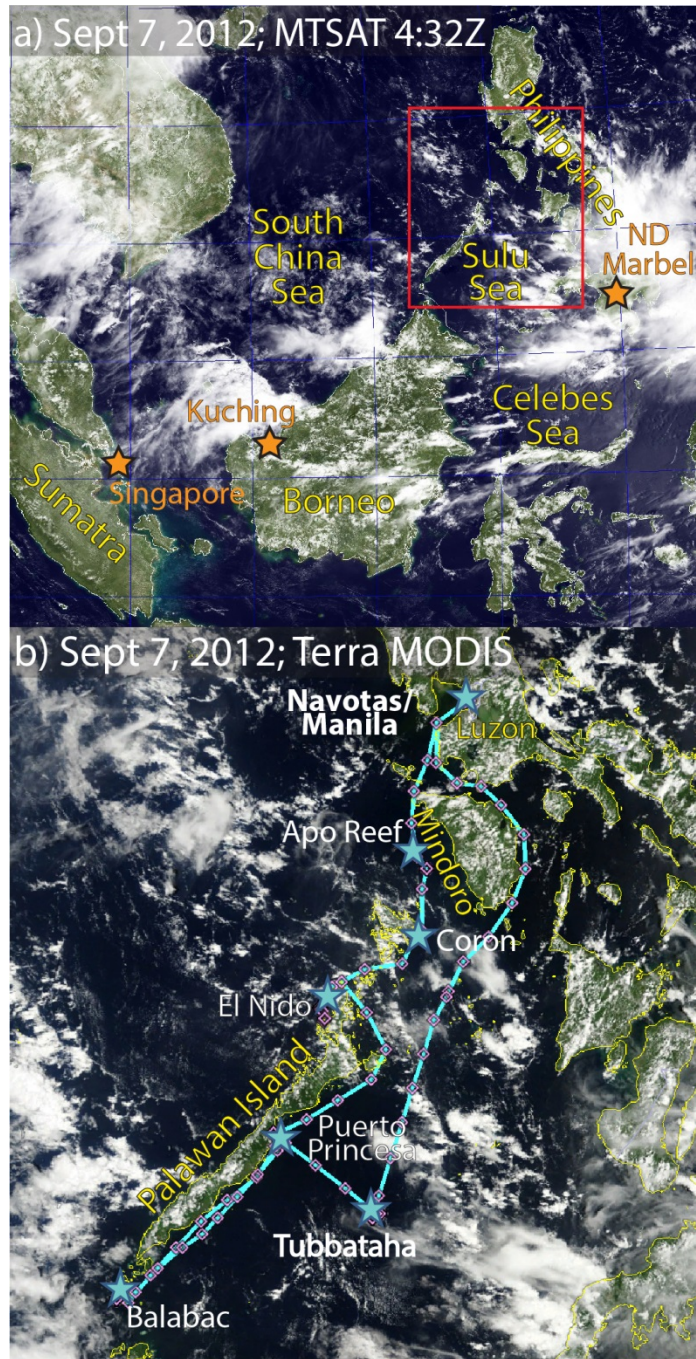 a) Sept 7, 2012; MTSAT 4:32Z
Philippines
South
China
Sea
Sulu
Sea
ND
Marbel
Kuching
Celebes
Sea
Singapore
Borneo
Sumatra
b) Sept 7, 2012; Terra MODIS
Navotas/
Manila
Luzon
Apo Reef
Mindoro
Coron
El Nido
Palawan Island
Puerto
Princesa
Tubbataha
Balabac